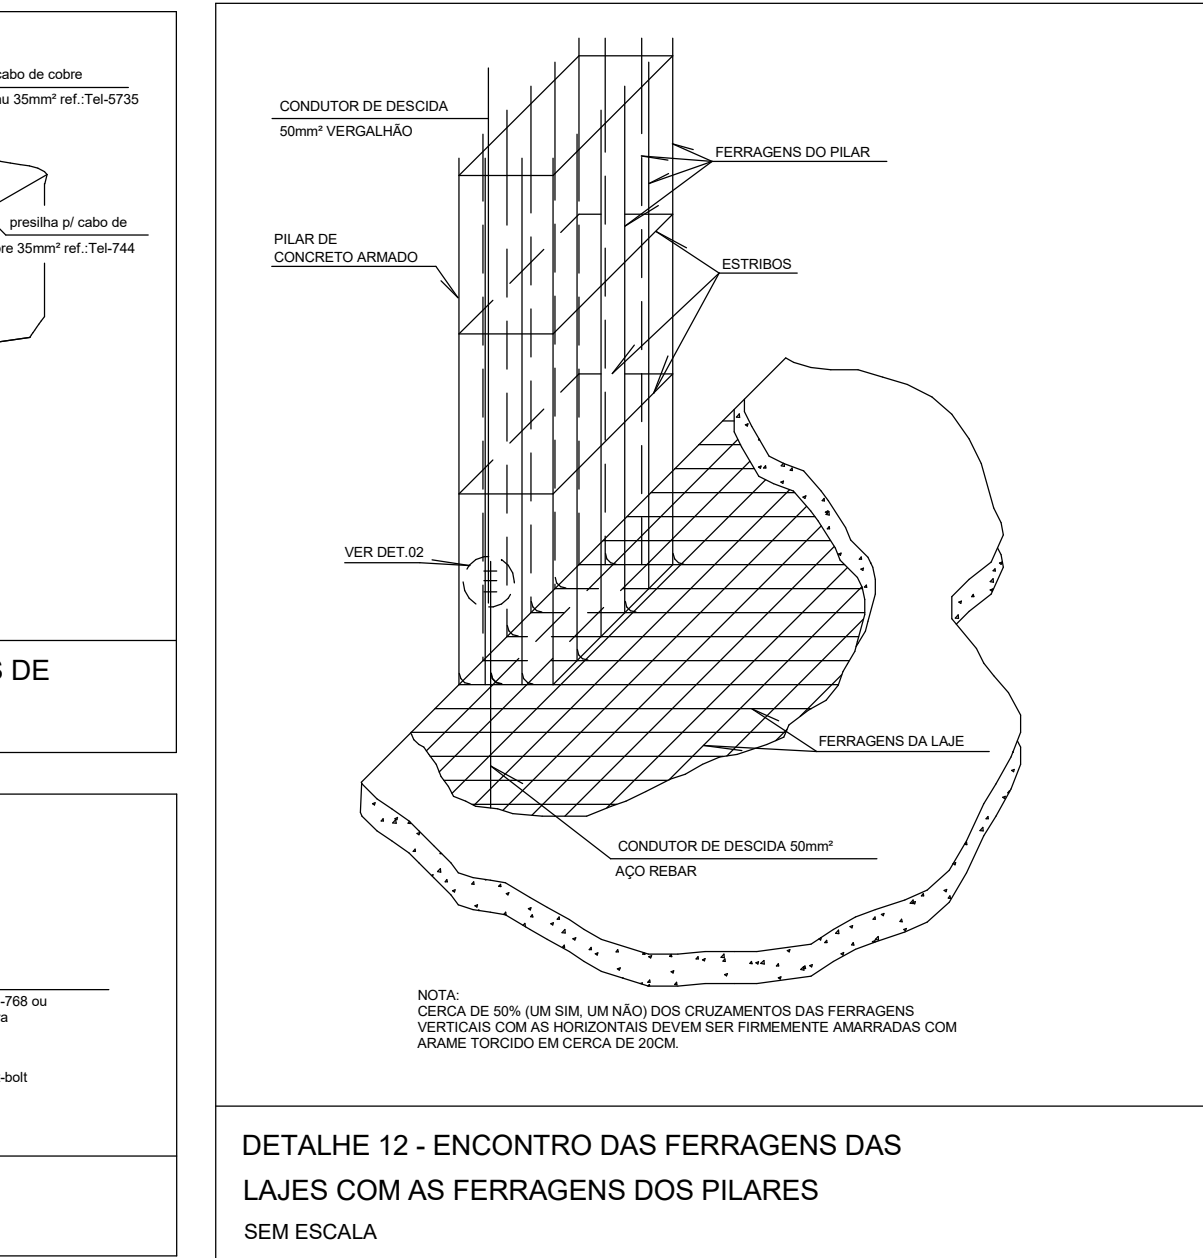 cabo de cobre
35mm² ref.:Tel-5735
presilha p/ cabo de
35mm² ref.:Tel-744
S DE
-768 ou
-bolt
CONDUTOR DE DESCIDA
50mm² VERGALHÃO
FERRAGENS DO PILAR
PILAR DE
CONCRETO ARMADO
ESTRIBOS
VER DET.02
FERRAGENS DA LAJE
CONDUTOR DE DESCIDA 50mm²
AÇO REBAR
NOTA:
CERCA DE 50% (UM SIM, UM NÃO) DOS CRUZAMENTOS DAS FERRAGENS
VERTICAIS COM AS HORIZONTAIS DEVEM SER FIRMEMENTE AMARRADAS COM
ARAME TORCIDO EM CERCA DE 20CM.
DETALHE 12 - ENCONTRO DAS FERRAGENS DAS
LAJES COM AS FERRAGENS DOS PILARES
SEM ESCALA